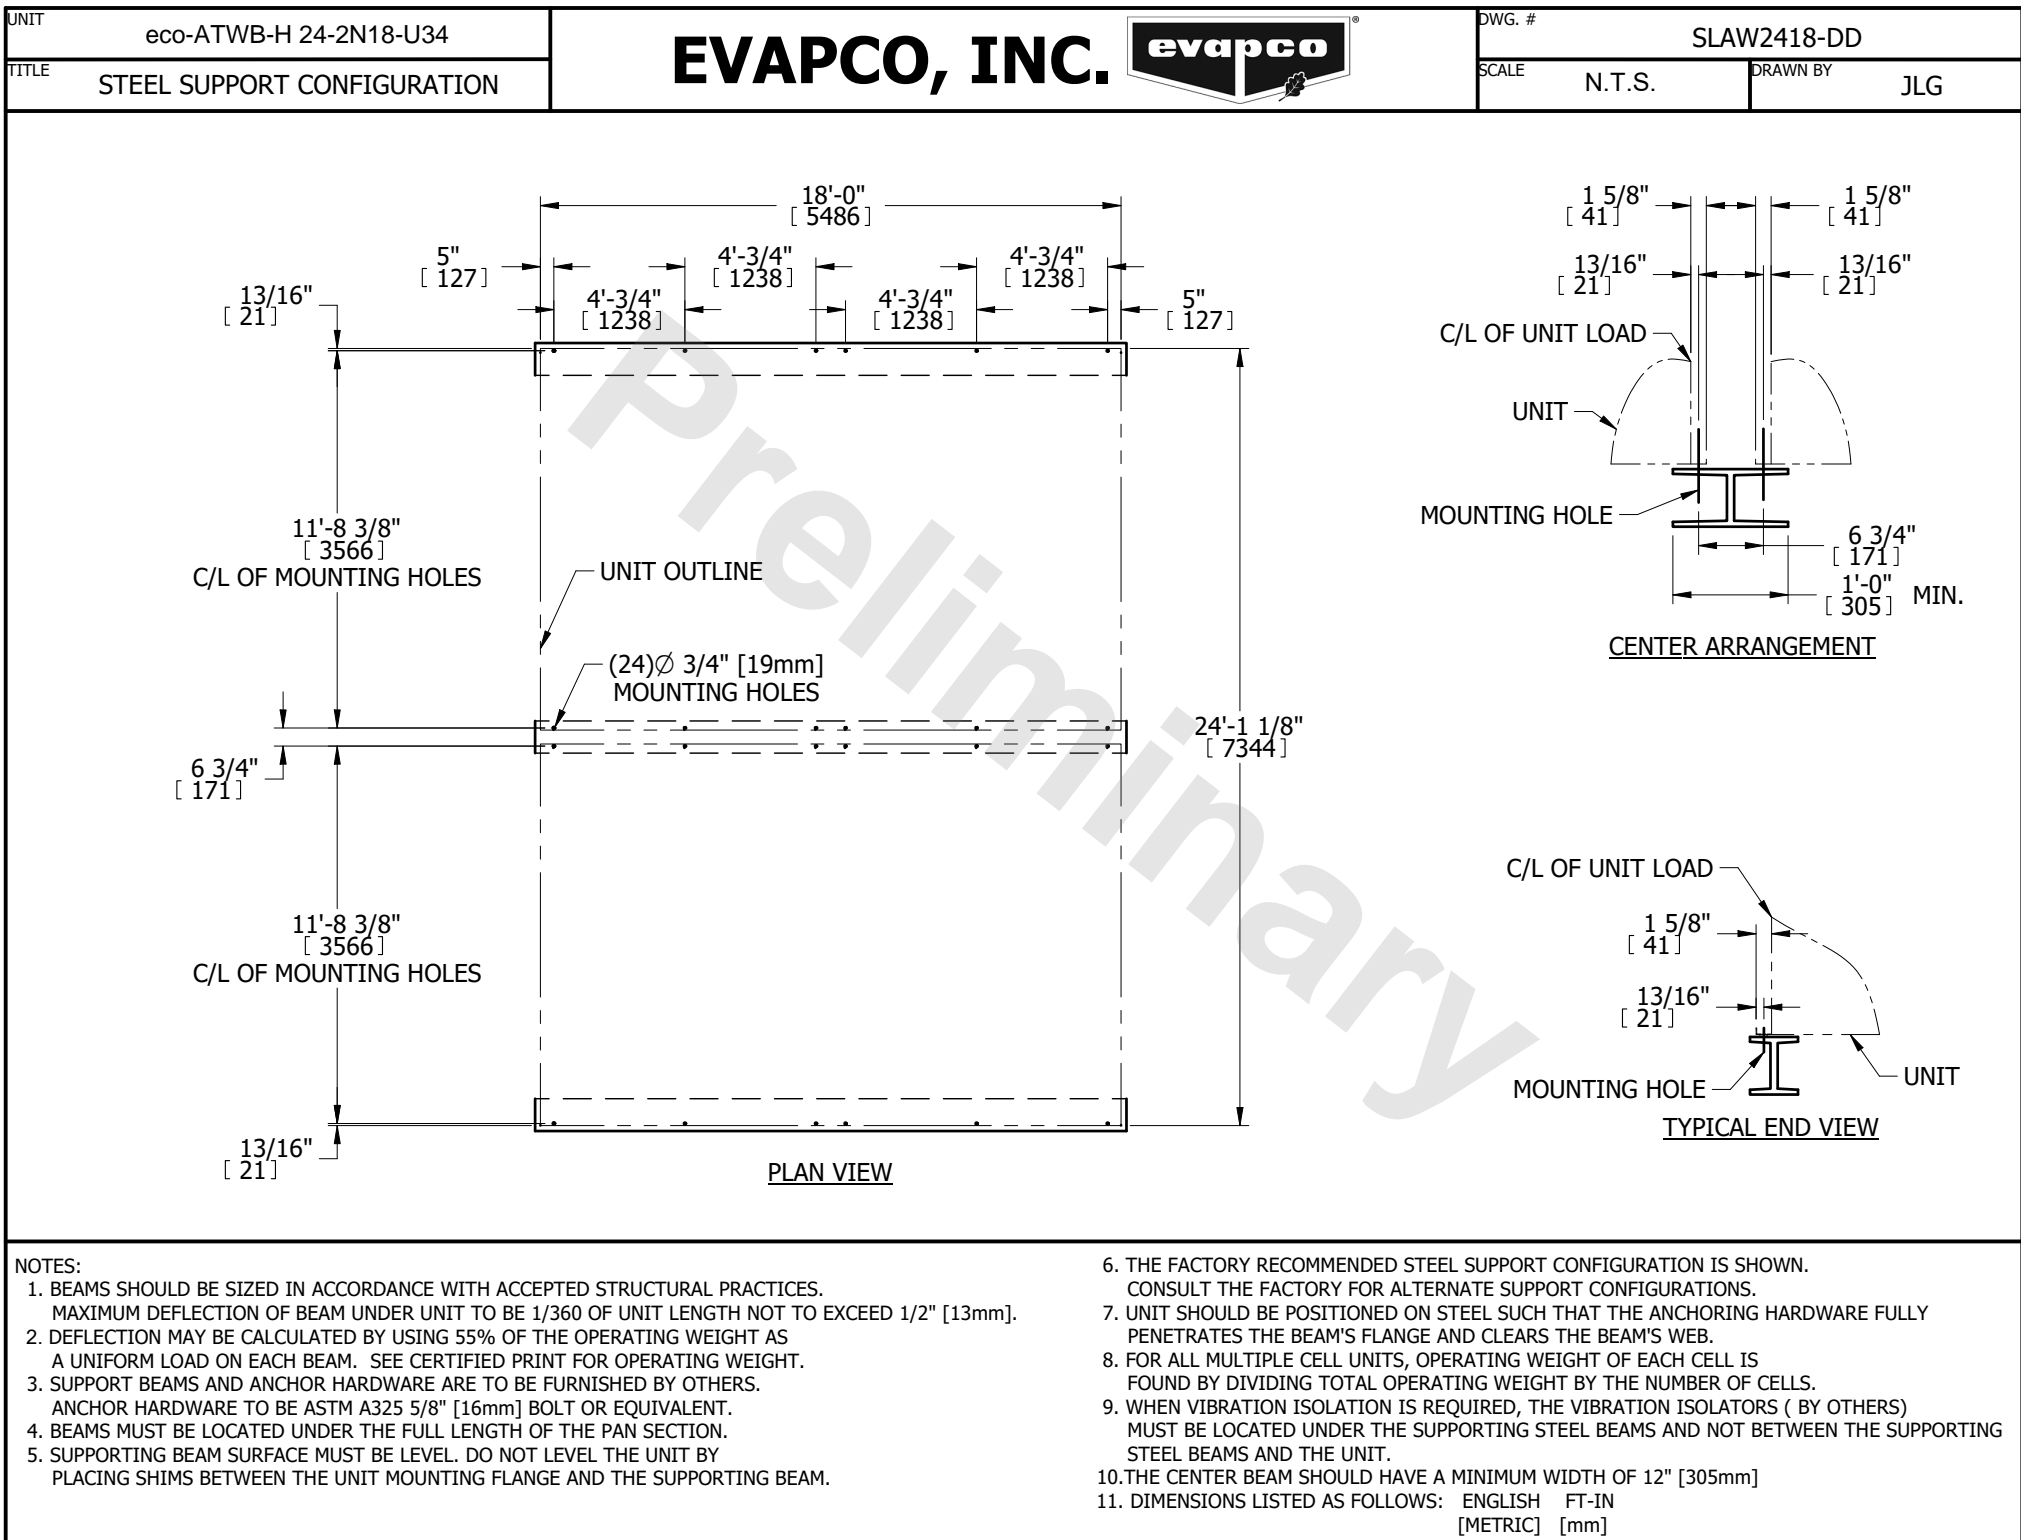 UNIT
eco-ATWB-H 24-2N18-U34
TITLE
STEEL SUPPORT CONFIGURATION
EVAPCO, INC.
evapco
®
DWG. #
SLAW2418-DD
SCALE
N.T.S.
DRAWN BY
JLG
18'-0"
[ 5486 ]
5"
[ 127 ]
4'-3/4"
[ 1238 ]
4'-3/4"
[ 1238 ]
13/16"
[ 21 ]
4'-3/4"
[ 1238 ]
4'-3/4"
[ 1238 ]
5"
[ 127 ]
11'-8 3/8"
[ 3566 ]
C/L OF MOUNTING HOLES
UNIT OUTLINE
(24)∅ 3/4" [19mm]
MOUNTING HOLES
6 3/4"
[ 171 ]
24'-1 1/8"
[ 7344 ]
11'-8 3/8"
[ 3566 ]
C/L OF MOUNTING HOLES
13/16"
[ 21 ]
PLAN VIEW
Preliminary
1 5/8"
[ 41 ]
1 5/8"
[ 41 ]
13/16"
[ 21 ]
13/16"
[ 21 ]
C/L OF UNIT LOAD
UNIT
MOUNTING HOLE
6 3/4"
[ 171 ]
1'-0"
[ 305 ] MIN.
CENTER ARRANGEMENT
C/L OF UNIT LOAD
1 5/8"
[ 41 ]
13/16"
[ 21 ]
MOUNTING HOLE
UNIT
TYPICAL END VIEW
NOTES:
1. BEAMS SHOULD BE SIZED IN ACCORDANCE WITH ACCEPTED STRUCTURAL PRACTICES.
MAXIMUM DEFLECTION OF BEAM UNDER UNIT TO BE 1/360 OF UNIT LENGTH NOT TO EXCEED 1/2" [13mm].
2. DEFLECTION MAY BE CALCULATED BY USING 55% OF THE OPERATING WEIGHT AS
A UNIFORM LOAD ON EACH BEAM. SEE CERTIFIED PRINT FOR OPERATING WEIGHT.
3. SUPPORT BEAMS AND ANCHOR HARDWARE ARE TO BE FURNISHED BY OTHERS.
ANCHOR HARDWARE TO BE ASTM A325 5/8" [16mm] BOLT OR EQUIVALENT.
4. BEAMS MUST BE LOCATED UNDER THE FULL LENGTH OF THE PAN SECTION.
5. SUPPORTING BEAM SURFACE MUST BE LEVEL. DO NOT LEVEL THE UNIT BY
PLACING SHIMS BETWEEN THE UNIT MOUNTING FLANGE AND THE SUPPORTING BEAM.
6. THE FACTORY RECOMMENDED STEEL SUPPORT CONFIGURATION IS SHOWN.
CONSULT THE FACTORY FOR ALTERNATE SUPPORT CONFIGURATIONS.
7. UNIT SHOULD BE POSITIONED ON STEEL SUCH THAT THE ANCHORING HARDWARE FULLY
PENETRATES THE BEAM'S FLANGE AND CLEARS THE BEAM'S WEB.
8. FOR ALL MULTIPLE CELL UNITS, OPERATING WEIGHT OF EACH CELL IS
FOUND BY DIVIDING TOTAL OPERATING WEIGHT BY THE NUMBER OF CELLS.
9. WHEN VIBRATION ISOLATION IS REQUIRED, THE VIBRATION ISOLATORS ( BY OTHERS)
MUST BE LOCATED UNDER THE SUPPORTING STEEL BEAMS AND NOT BETWEEN THE SUPPORTING
STEEL BEAMS AND THE UNIT.
10.THE CENTER BEAM SHOULD HAVE A MINIMUM WIDTH OF 12" [305mm]
11. DIMENSIONS LISTED AS FOLLOWS: ENGLISH FT-IN
[METRIC] [mm]